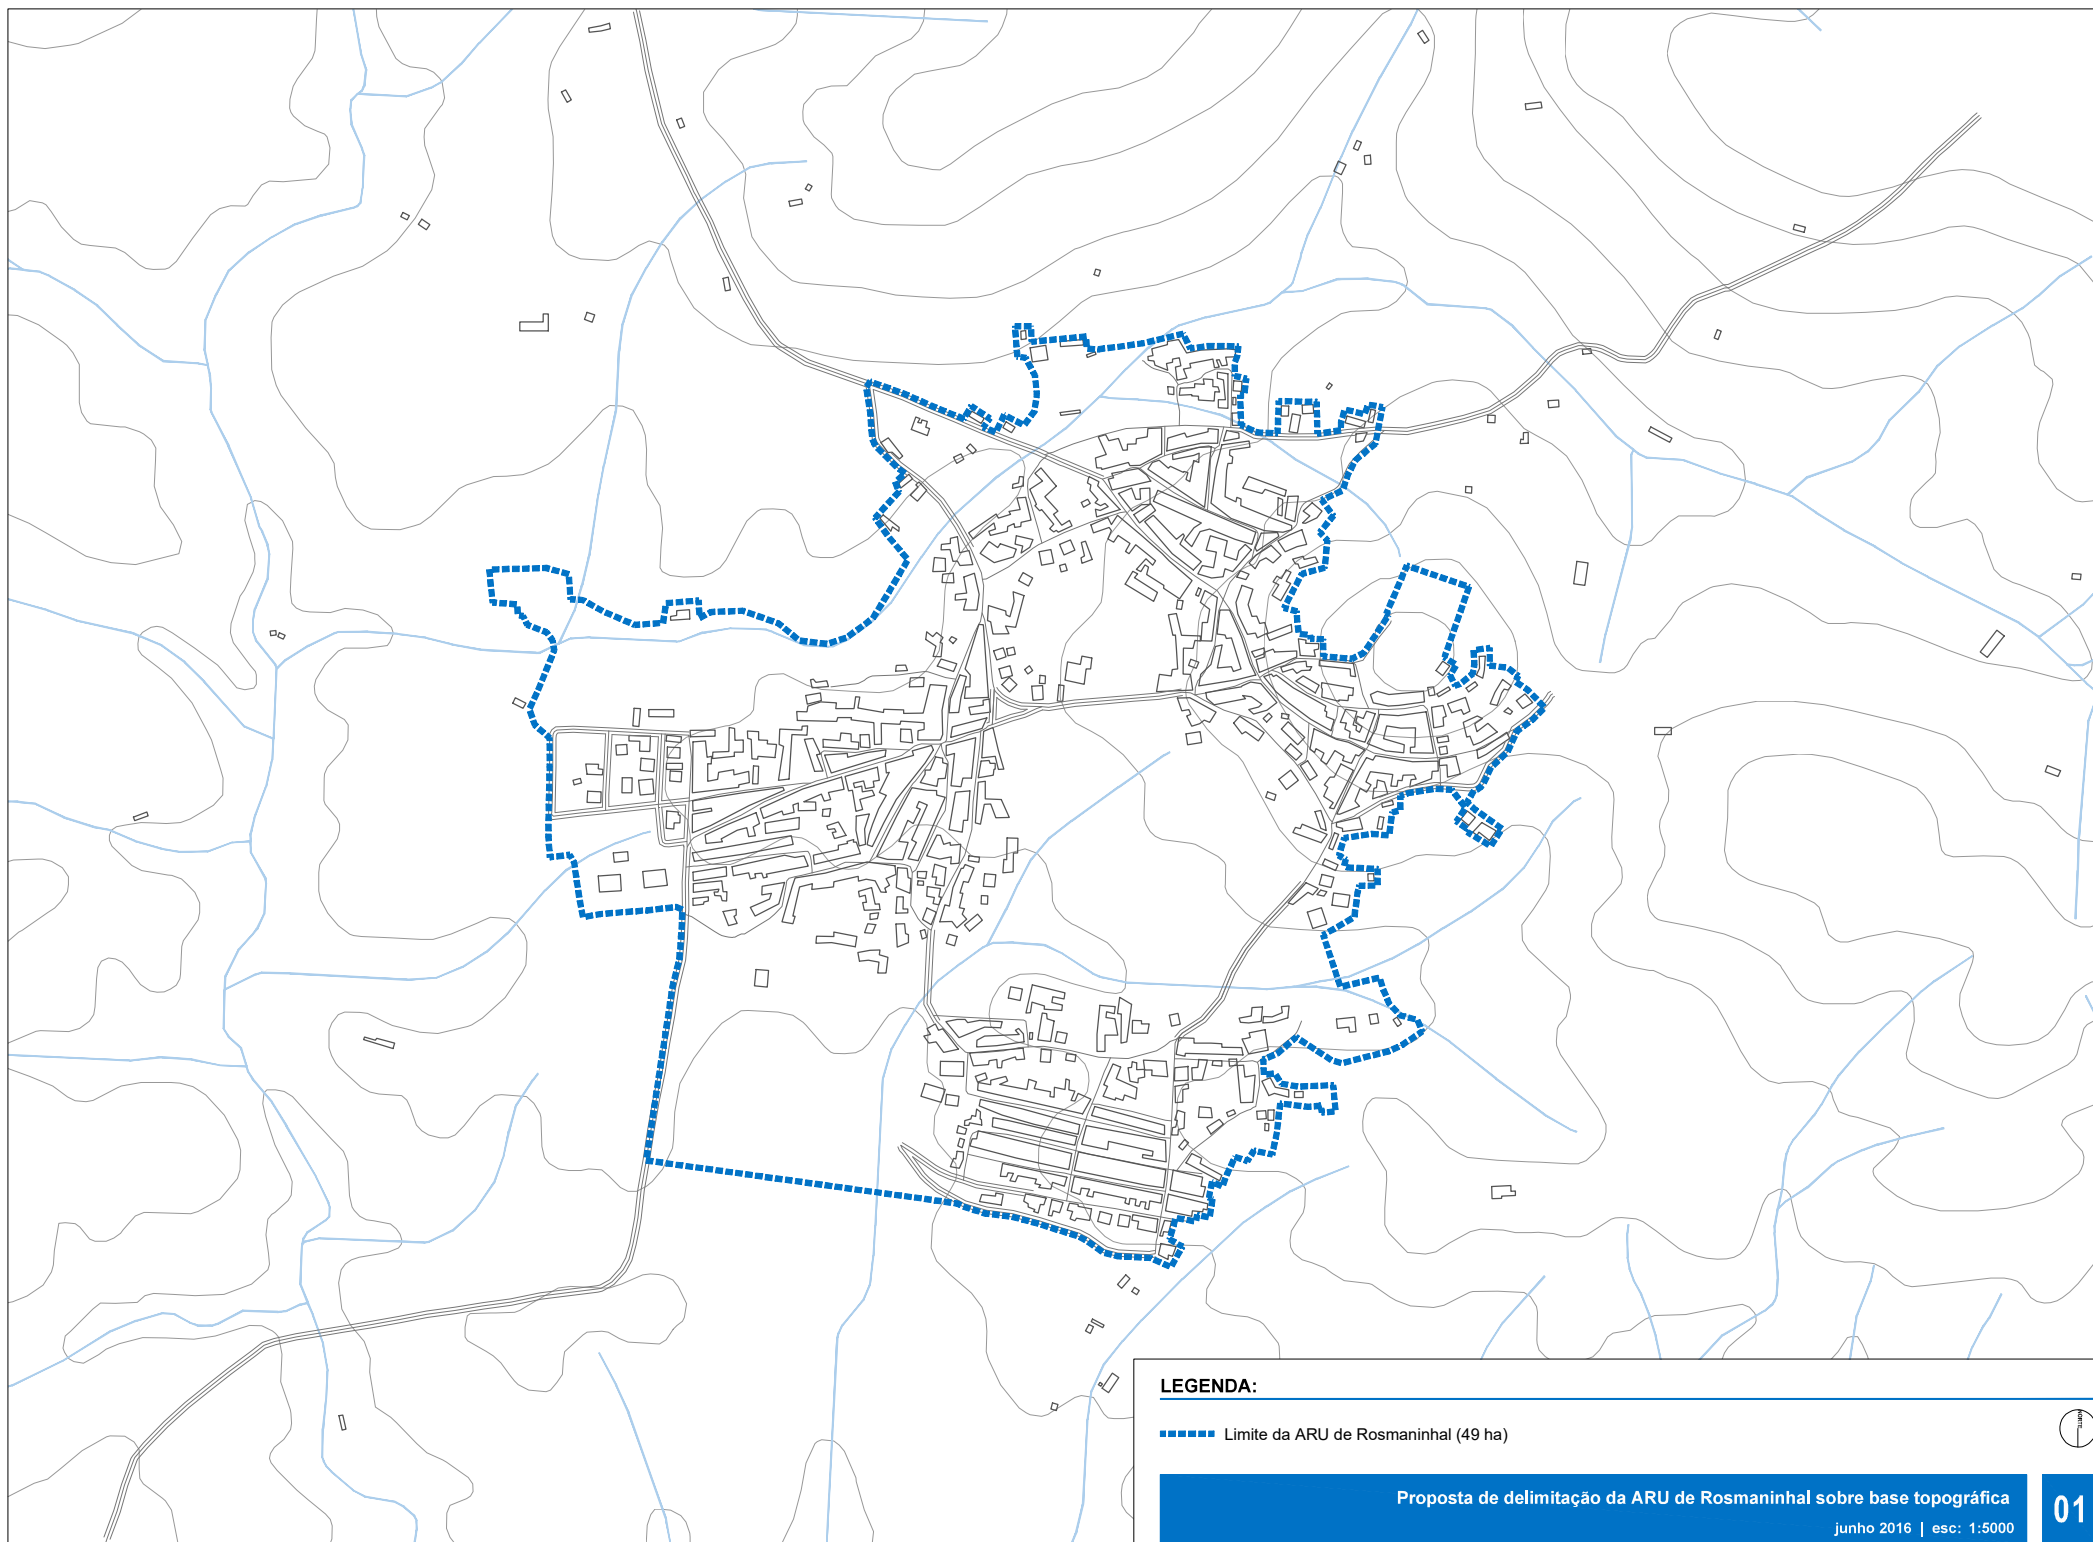 LEGENDA:
Limite da ARU de Rosmaninhal (49 ha)
NORTE
Proposta de delimitação da ARU de Rosmaninhal sobre base topográfica
junho 2016 | esc: 1:5000
01